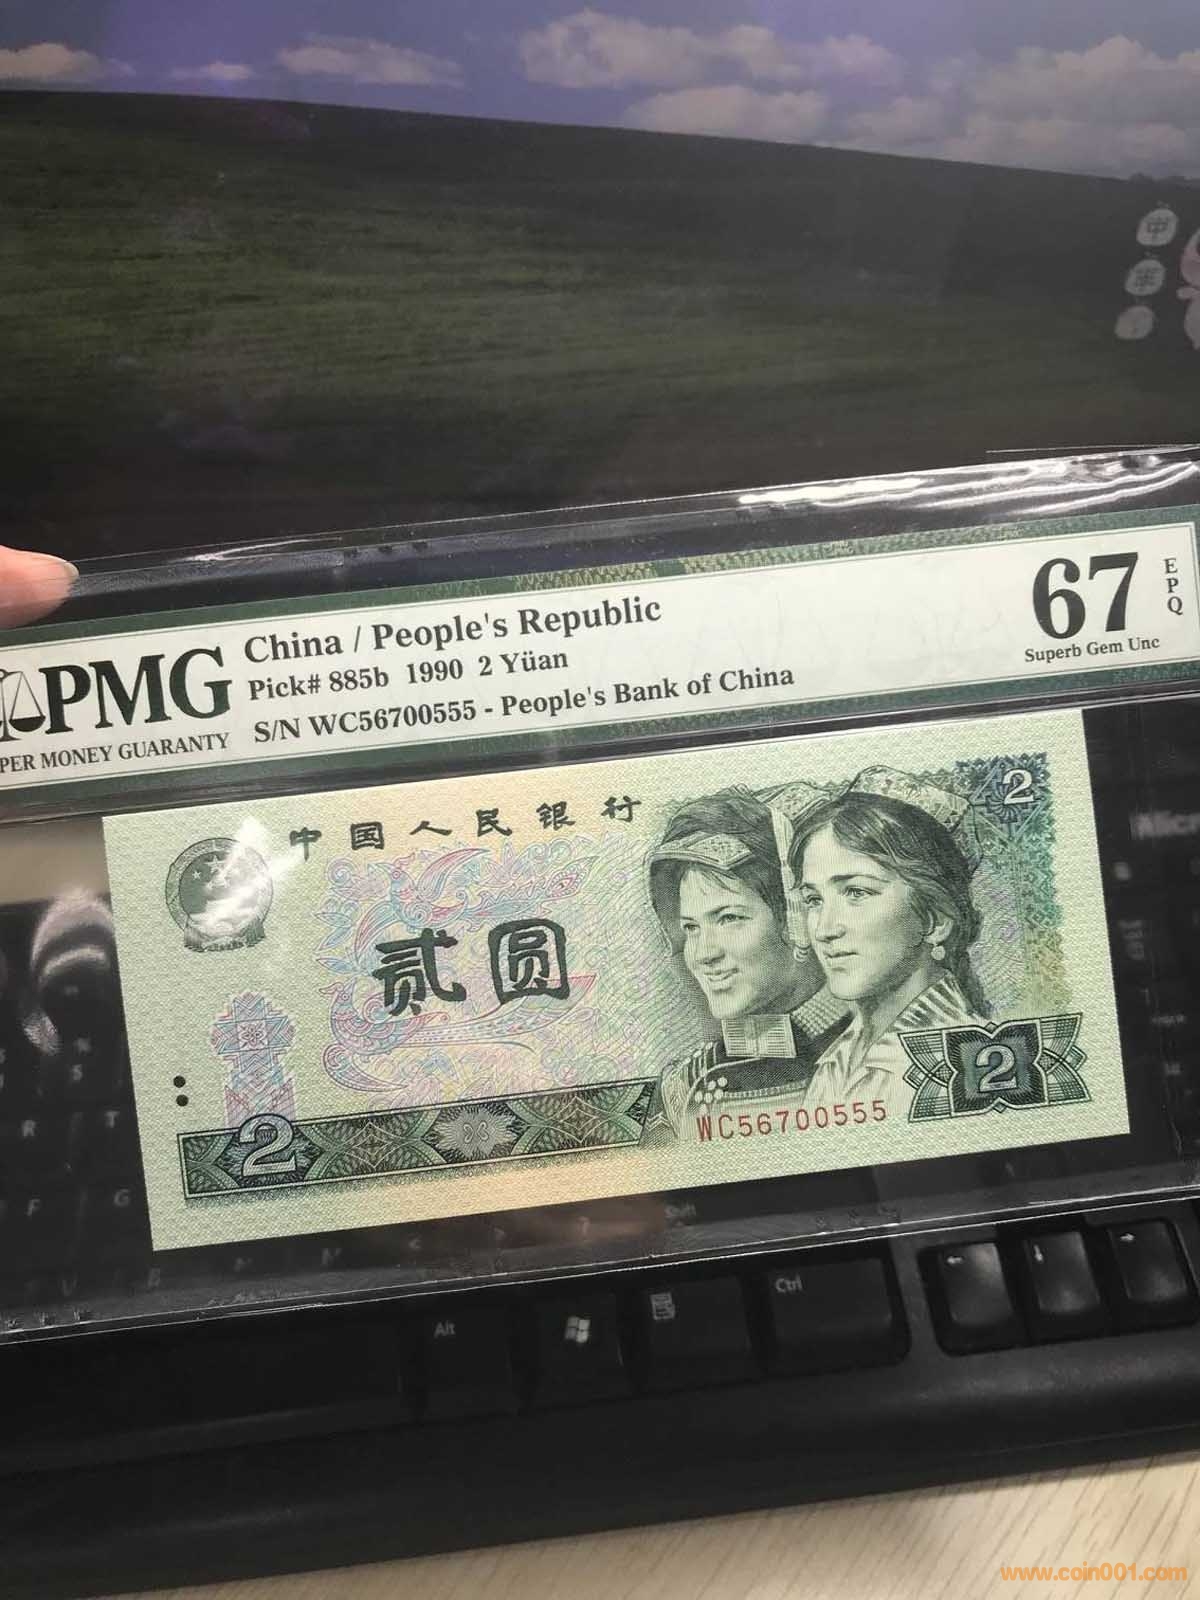 中
China / People's Republic
Pick# 885b 1990 2 Yüan
S/N WC56700555 - People's Bank of China
PMG
PER MONEY GUARANTY
67
EPQ
Superb Gem Unc
中国人民银行
2
贰圆
2
2
WC56700555
R
T
F
G
Shift
Alt
Ctrl
www.coin001.com